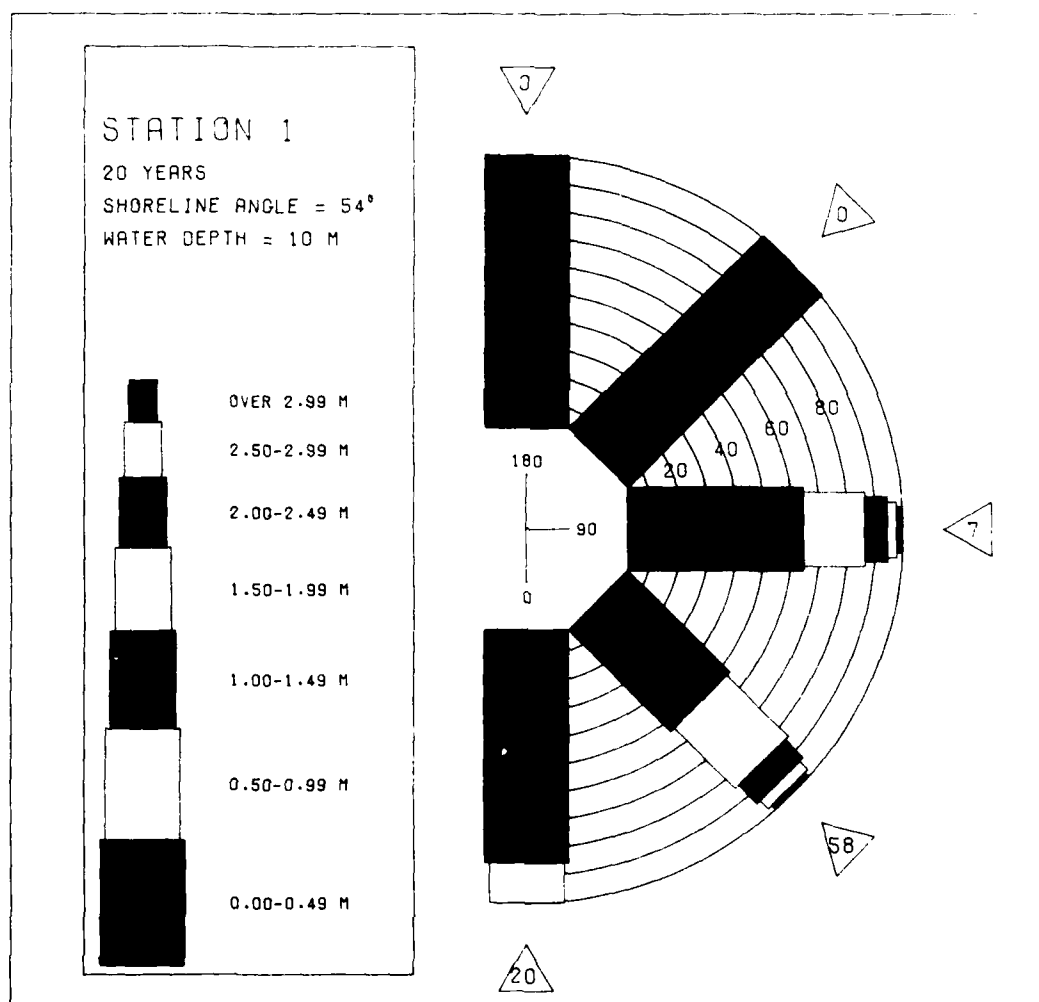 STATION 1
20 YEARS
SHORELINE ANGLE = 54°
WATER DEPTH = 10 M
OVER 2.99 M
2.50-2.99 M
2.00-2.49 M
1.50-1.99 M
1.00-1.49 M
0.50-0.99 M
0.00-0.49 M
0
0
80
60
40
20
180
90
0
7
58
20